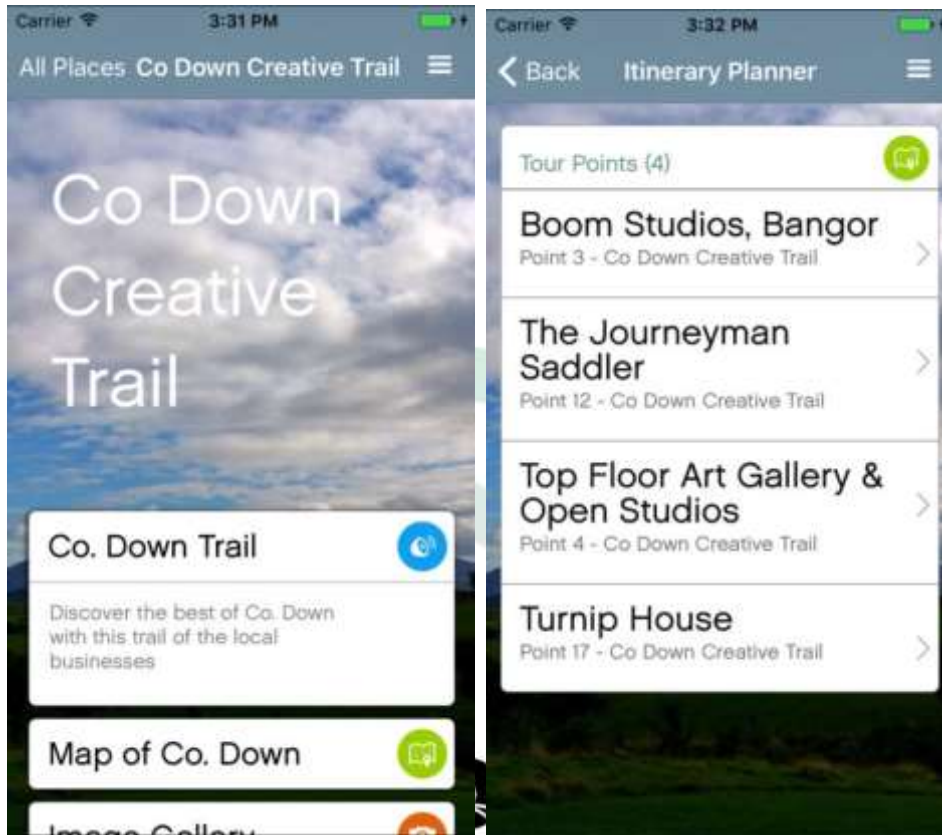 Carrier 3:31 PM
All Places Co Down Creative Trail
Co Down
Creative
Trail
Co. Down Trail
Discover the best of Co. Down
with this trail of the local
businesses
Map of Co. Down
Image Gallery
Carrier 3:32 PM
Back Itinerary Planner
Tour Points (4)
Boom Studios, Bangor
Point 3 - Co Down Creative Trail
The Journeyman
Saddler
Point 12 - Co Down Creative Trail
Top Floor Art Gallery &
Open Studios
Point 4 - Co Down Creative Trail
Turnip House
Point 17 - Co Down Creative Trail